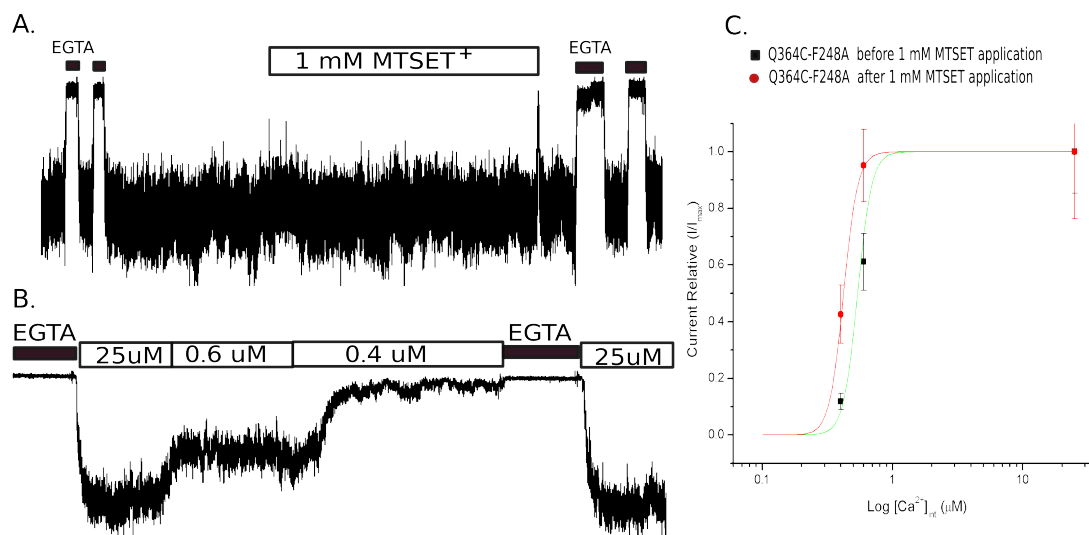 A.
EGTA
1 mM MTSET+
EGTA
B.
EGTA
25uM
0.6 uM
0.4 uM
EGTA
25uM
C.
Q364C-F248A before 1 mM MTSET application
Q364C-F248A after 1 mM MTSET application
Current Relative (I/Imax)
1.0
0.8
0.6
0.4
0.2
0.0
0.1
1
10
Log [Ca2+]int (μM)